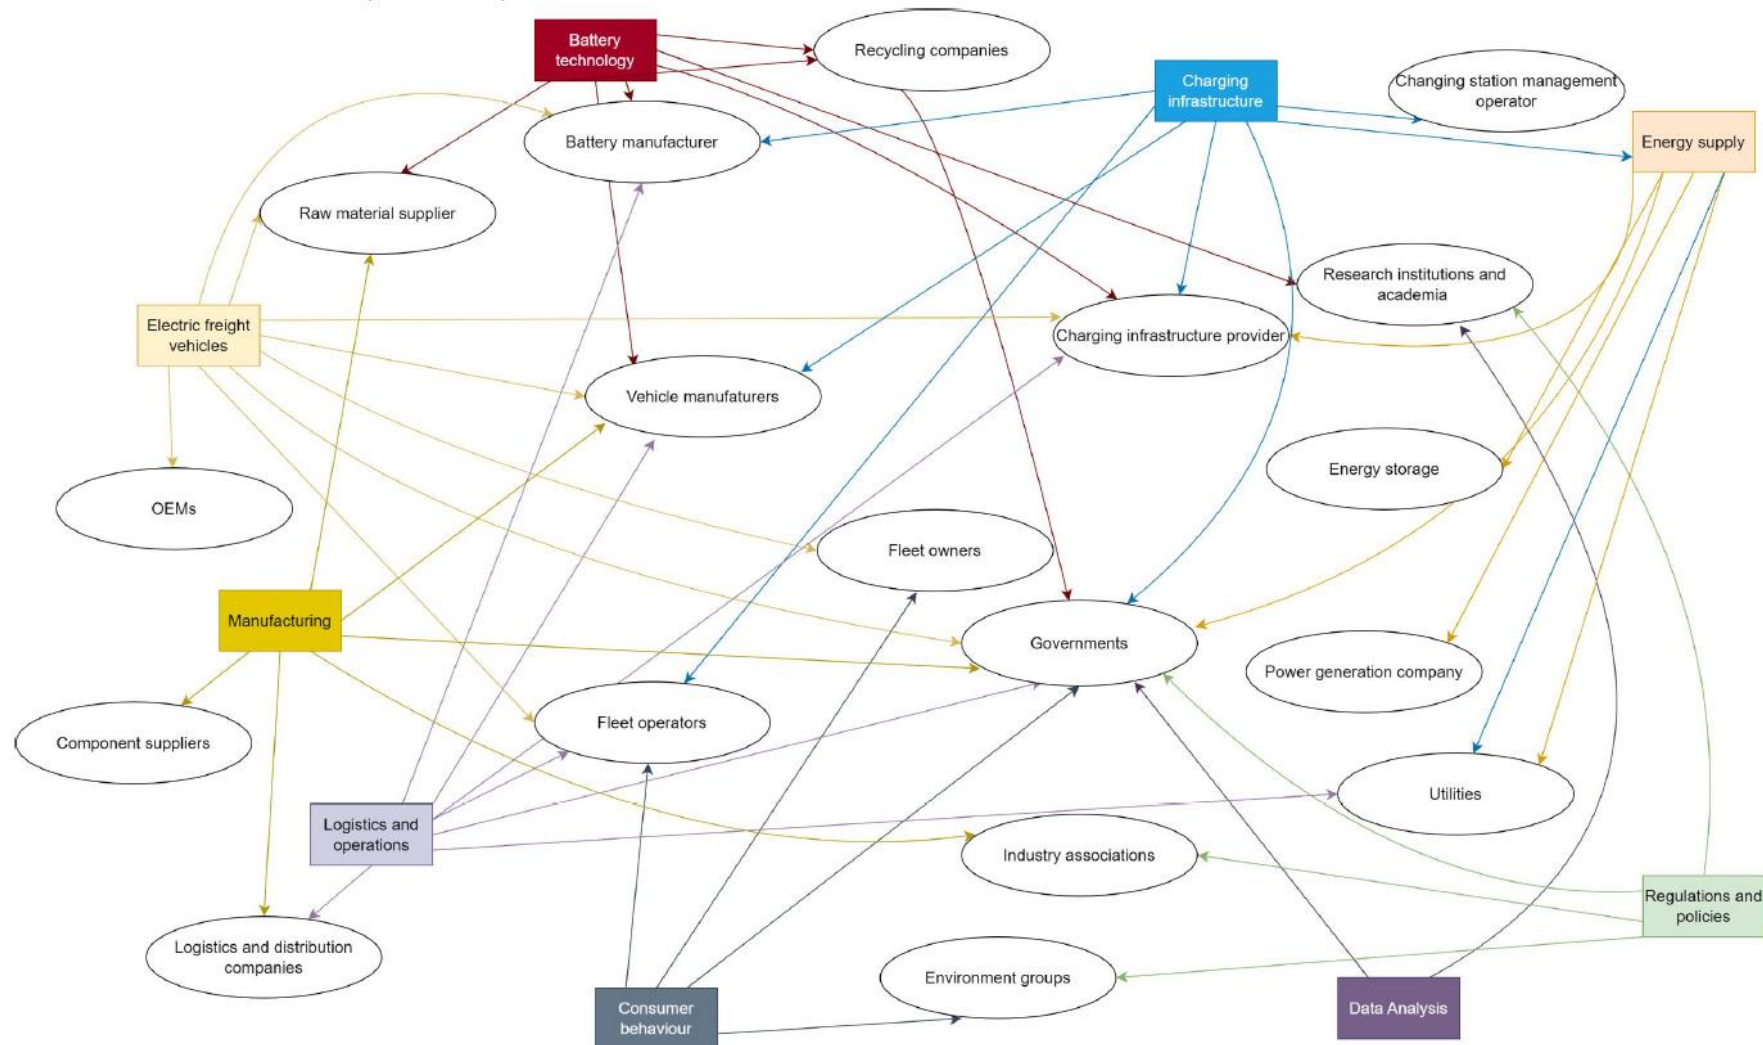 Battery
technology
Recycling companies
Charging
infrastructure
Changing station management
operator
Energy supply
Battery manufacturer
Raw material supplier
Research institutions and
academia
Electric freight
vehicles
Charging infrastructure provider
Vehicle manufaturers
Energy storage
OEMs
Fleet owners
Manufacturing
Governments
Power generation company
Fleet operators
Component suppliers
Utilities
Logistics and
operations
Industry associations
Regulations and
policies
Logistics and distribution
companies
Environment groups
Consumer
behaviour
Data Analysis